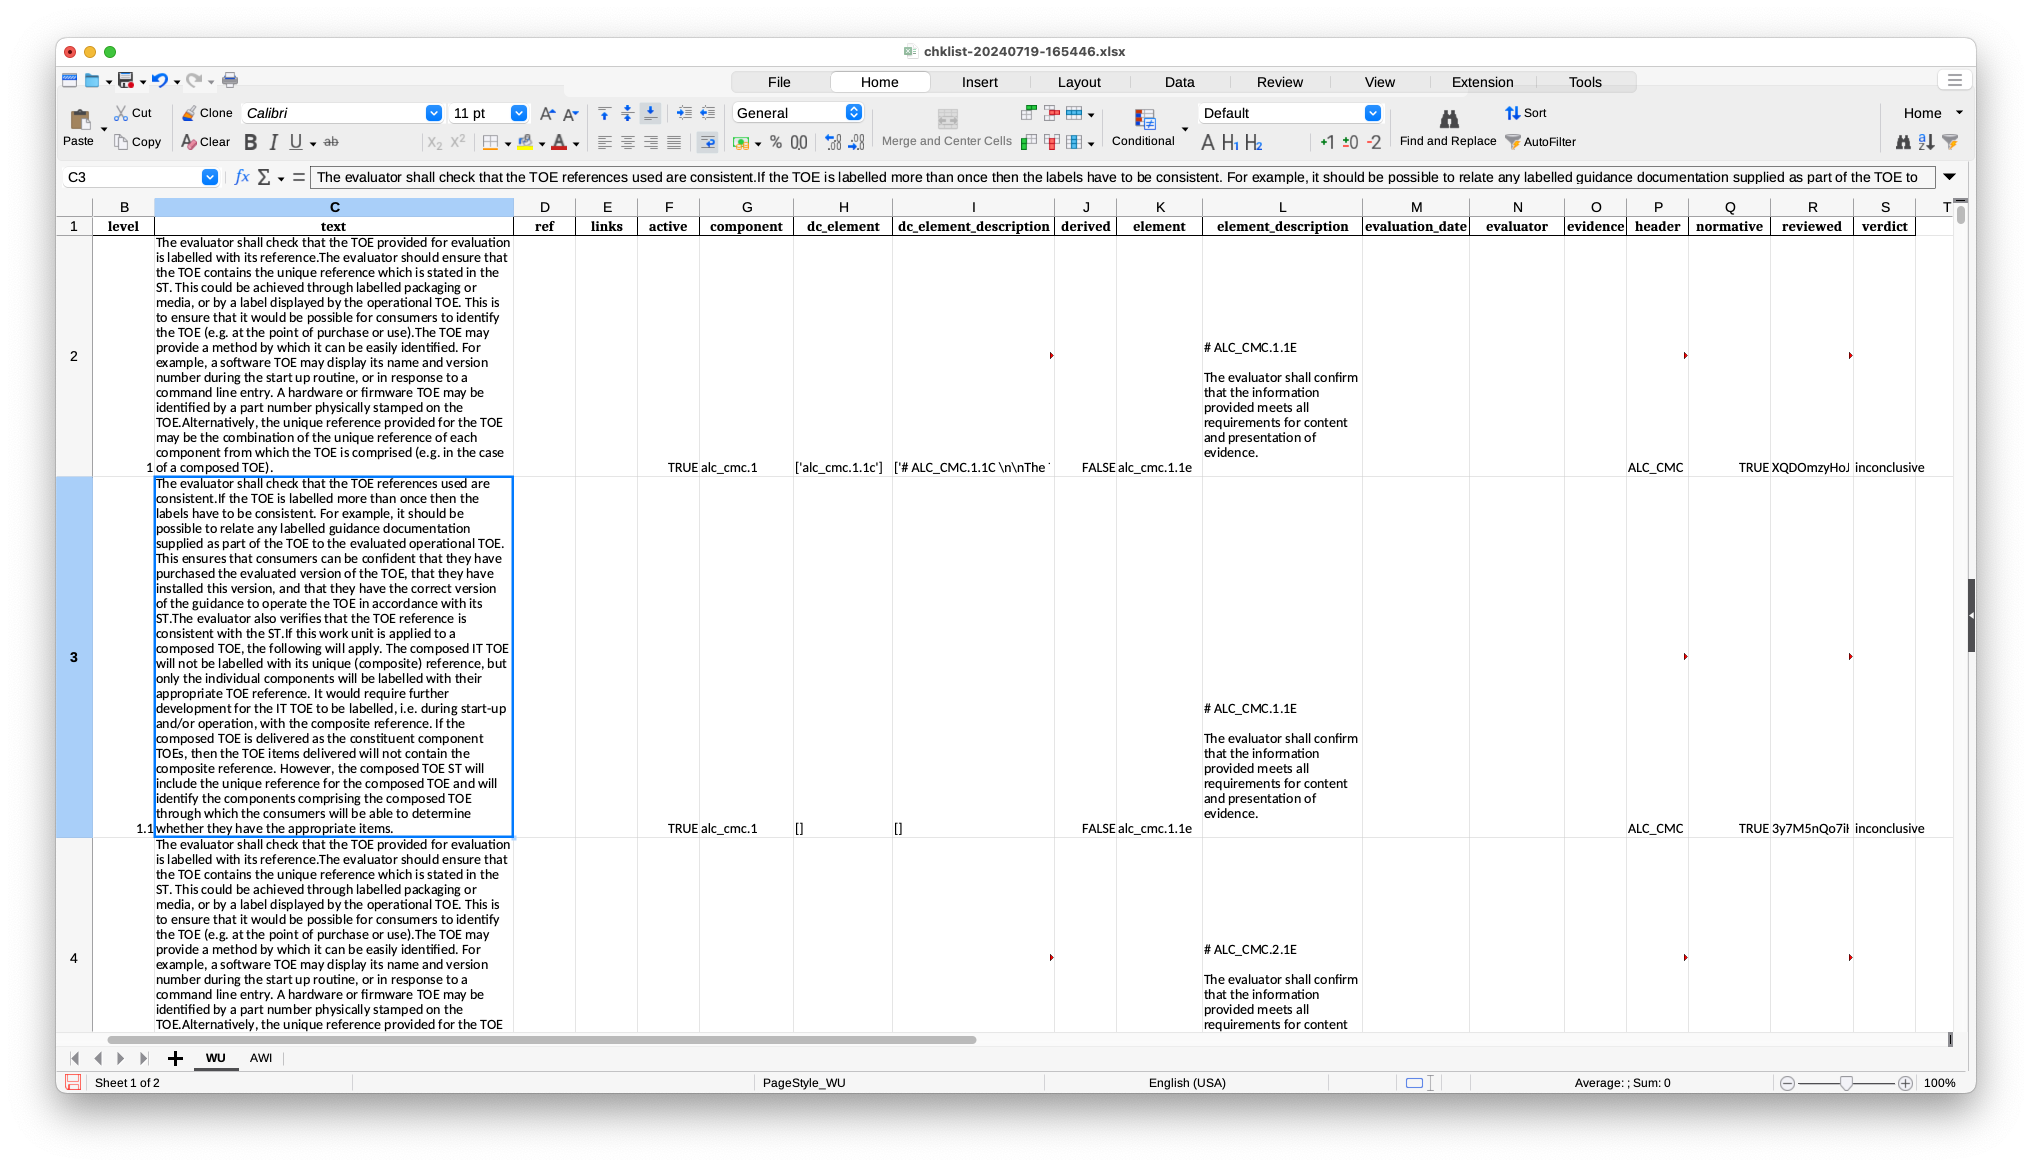 chklist-20240719-165446.xlsx
File Home Insert Layout Data Review View Extension Tools
Paste Cut Copy Clone Clear Calibri 11 pt General Merge and Center Cells Conditional Default Find and Replace Sort AutoFilter Home
C3 The evaluator shall check that the TOE references used are consistent.If the TOE is labelled more than once then the labels have to be consistent. For example, it should be possible to relate any labelled guidance documentation supplied as part of the TOE to
B C D E F G H I J K L M N O P Q R S T
1 level text ref links active component dc_element dc_element_description derived element element_description evaluation_date evaluator evidence header normative reviewed verdict
2
The evaluator shall check that the TOE provided for evaluation
is labelled with its reference.The evaluator should ensure that
the TOE contains the unique reference which is stated in the
ST. This could be achieved through labelled packaging or
media, or by a label displayed by the operational TOE. This is
to ensure that it would be possible for consumers to identify
the TOE (e.g. at the point of purchase or use).The TOE may
provide a method by which it can be easily identified. For
example, a software TOE may display its name and version
number during the start up routine, or in response to a
command line entry. A hardware or firmware TOE may be
identified by a part number physically stamped on the
TOE.Alternatively, the unique reference provided for the TOE
may be the combination of the unique reference of each
component from which the TOE is comprised (e.g. in the case
of a composed TOE).
1
TRUE alc_cmc.1 ['alc_cmc.1.1c'] ['# ALC_CMC.1.1C \n\nThe FALSE alc_cmc.1.1e
# ALC_CMC.1.1E
The evaluator shall confirm
that the information
provided meets all
requirements for content
and presentation of
evidence.
ALC_CMC TRUE XQDOmzyHoJ inconclusive
3
The evaluator shall check that the TOE references used are
consistent.If the TOE is labelled more than once then the
labels have to be consistent. For example, it should be
possible to relate any labelled guidance documentation
supplied as part of the TOE to the evaluated operational TOE.
This ensures that consumers can be confident that they have
purchased the evaluated version of the TOE, that they have
installed this version, and that they have the correct version
of the guidance to operate the TOE in accordance with its
ST.The evaluator also verifies that the TOE reference is
consistent with the ST.If this work unit is applied to a
composed TOE, the following will apply. The composed IT TOE
will not be labelled with its unique (composite) reference, but
only the individual components will be labelled with their
appropriate TOE reference. It would require further
development for the IT TOE to be labelled, i.e. during start-up
and/or operation, with the composite reference. If the
composed TOE is delivered as the constituent component
TOEs, then the TOE items delivered will not contain the
composite reference. However, the composed TOE ST will
include the unique reference for the composed TOE and will
identify the components comprising the composed TOE
through which the consumers will be able to determine
whether they have the appropriate items.
1.1
TRUE alc_cmc.1 [] [] FALSE alc_cmc.1.1e
# ALC_CMC.1.1E
The evaluator shall confirm
that the information
provided meets all
requirements for content
and presentation of
evidence.
ALC_CMC TRUE 3y7M5nQo7i inconclusive
4
The evaluator shall check that the TOE provided for evaluation
is labelled with its reference.The evaluator should ensure that
the TOE contains the unique reference which is stated in the
ST. This could be achieved through labelled packaging or
media, or by a label displayed by the operational TOE. This is
to ensure that it would be possible for consumers to identify
the TOE (e.g. at the point of purchase or use).The TOE may
provide a method by which it can be easily identified. For
example, a software TOE may display its name and version
number during the start up routine, or in response to a
command line entry. A hardware or firmware TOE may be
identified by a part number physically stamped on the
TOE.Alternatively, the unique reference provided for the TOE
# ALC_CMC.2.1E
The evaluator shall confirm
that the information
provided meets all
requirements for content
WU AWI
Sheet 1 of 2 PageStyle_WU English (USA) Average: ; Sum: 0 100%